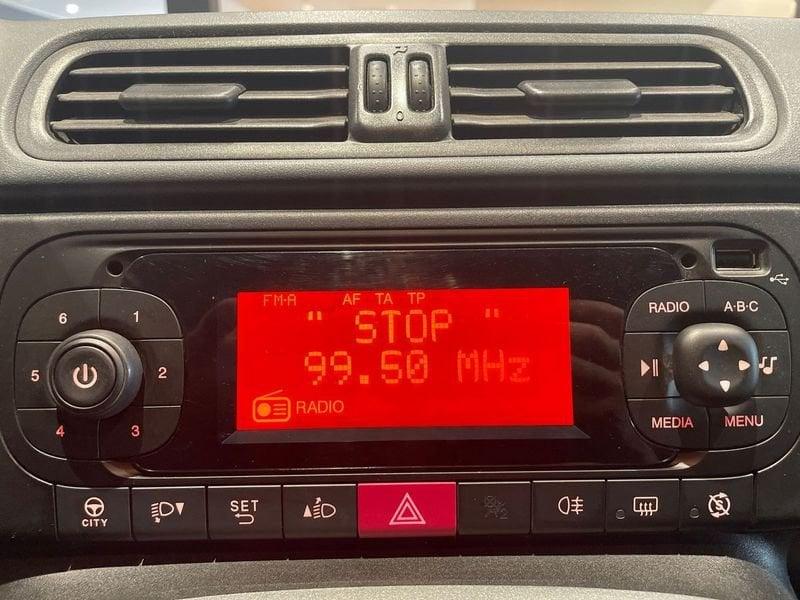 0
FM-A AF TA TP
" STOP "
99.50 MHz
RADIO
6 1
5 2
4 3
RADIO A·B·C
MEDIA MENU
CITY
SET